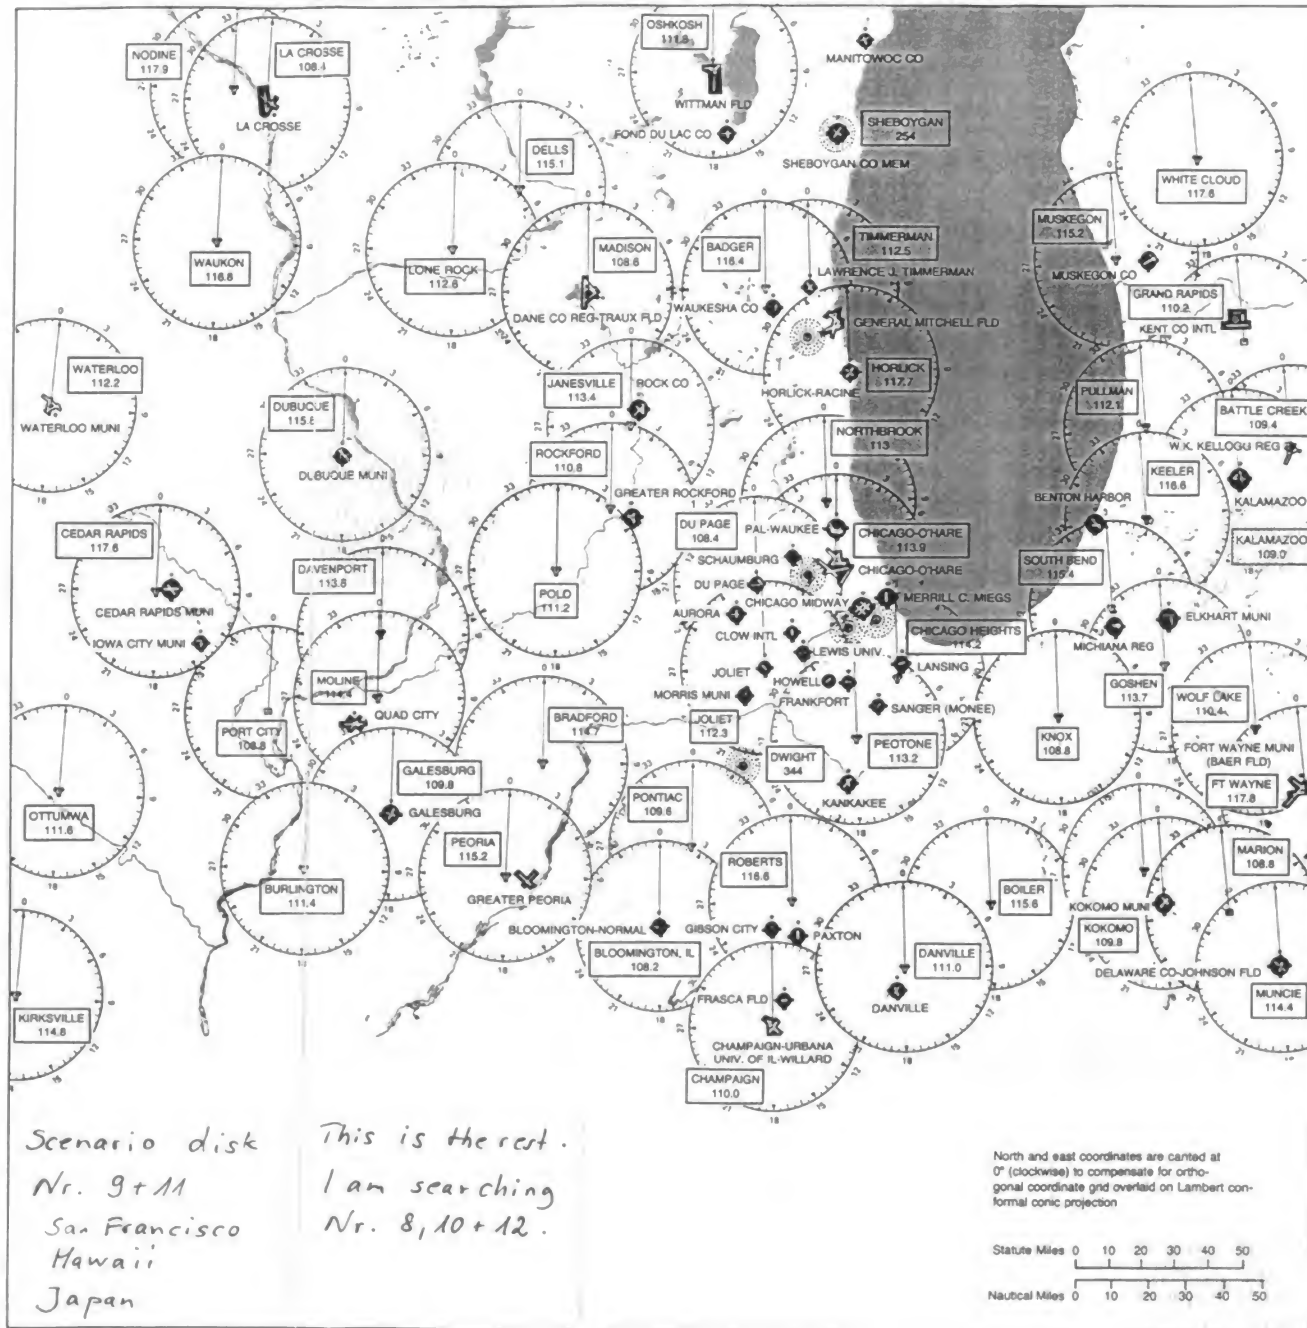 NODINE
117.9
LA CROSSE
108.4
LA CROSSE
OSHKOSH
111.8
WITTMAN FLD
FOND DU LAC CO
MANITOWOC CO
SHEBOYGAN
254
SHEBOYGAN CO MEM
DELLS
115.1
WHITE CLOUD
117.6
WAUKON
116.8
LONE ROCK
112.6
MADISON
108.6
DANE CO REG-TRAUX FLD
BADGER
116.4
TIMMERMAN
112.5
LAWRENCE J. TIMMERMAN
WAUKESHA CO
GENERAL MITCHELL FLD
MUSKEGON
115.2
MUSKEGON CO
GRAND RAPIDS
110.2
KENT CO INTL
WATERLOO
112.2
WATERLOO MUNI
DUBUQUE
115.8
DUBUQUE MUNI
JANESVILLE
113.4
ROCK CO
HORLICK
117.7
HORLICK-RACINE
PULLMAN
112.1
BATTLE CREEK
109.4
W.K. KELLOGU REG
ROCKFORD
110.8
GREATER ROCKFORD
NORTHBROOK
113
KEELER
116.6
BENTON HARBOR
KALAMAZOO
KALAMAZOO
109.0
CEDAR RAPIDS
117.6
CEDAR RAPIDS MUNI
IOWA CITY MUNI
DAVENPORT
113.8
POLO
111.2
DU PAGE
108.4
PAL-WAUKEE
CHICAGO-O'HARE
113.9
CHICAGO-O'HARE
SCHAUMBURG
DU PAGE
AURORA
CHICAGO MIDWAY
MERRILL C. MIEGS
CLOW INTL
LEWIS UNIV.
CHICAGO HEIGHTS
114.2
LANSING
SOUTH BEND
115.4
MICHIANA REG
ELKHART MUNI
GOSHEN
113.7
WOLF LAKE
110.4
MOLINE
114.4
QUAD CITY
PORT CITY
108.8
JOLIET
HOWELL
FRANKFORT
MORRIS MUNI
SANGER (MONEE)
JOLIET
112.3
BRADFORD
114.7
DWIGHT
344
PEOTONE
113.2
KANKAKEE
KNOX
108.8
FORT WAYNE MUNI
(BAER FLD)
FT WAYNE
117.8
OTTUMWA
111.6
GALESBURG
109.8
GALESBURG
PONTIAC
109.6
PEORIA
115.2
GREATER PEORIA
BURLINGTON
111.4
ROBERTS
116.8
BOILER
115.6
MARION
108.8
KOKOMO MUNI
KOKOMO
109.8
BLOOMINGTON-NORMAL
BLOOMINGTON, IL
108.2
GIBSON CITY
PAXTON
DANVILLE
111.0
DANVILLE
DELAWARE CO-JOHNSON FLD
MUNCIE
114.4
KIRKSVILLE
114.6
FRASCA FLD
CHAMPAIGN-URBANA
UNIV. OF IL-WILLARD
CHAMPAIGN
110.0
Scenario disk
Nr. 9+11
San Francisco
Hawaii
Japan
This is the rest.
I am searching
Nr. 8, 10 + 12.
North and east coordinates are canted at
0° (clockwise) to compensate for ortho-
gonal coordinate grid overlaid on Lambert con-
formal conic projection
Statute Miles 0 10 20 30 40 50
Nautical Miles 0 10 20 30 40 50